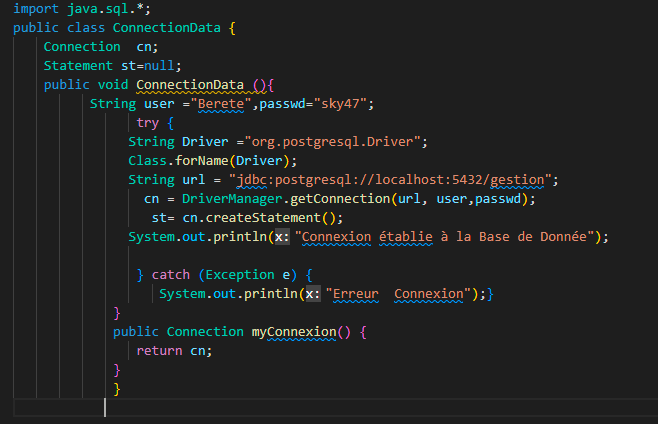 import java.sql.*;
public class ConnectionData {
Connection  cn;
Statement st=null;
public void ConnectionData (){
String user ="Berete",passwd="sky47";
try {
String Driver ="org.postgresql.Driver";
Class.forName(Driver);
String url = "jdbc:postgresql://localhost:5432/gestion";
cn = DriverManager.getConnection(url, user,passwd);
st= cn.createStatement();
System.out.println(x: "Connexion établie à la Base de Donnée");
} catch (Exception e) {
System.out.println(x: "Erreur  Connexion");}
}
public Connection myConnexion() {
return cn;
}
}